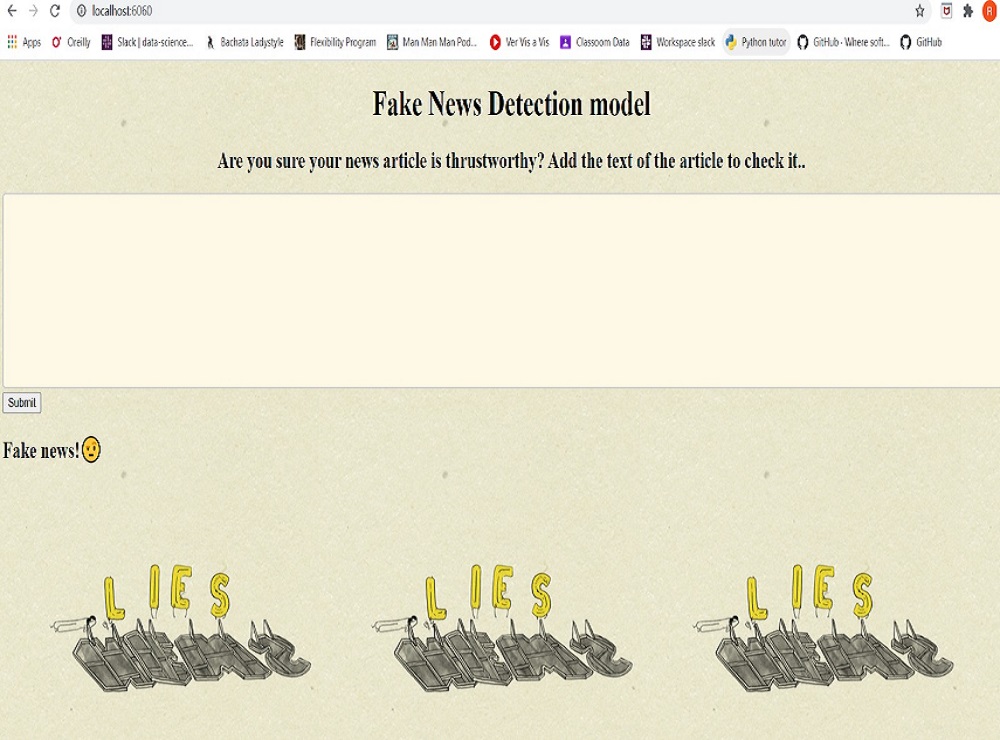 localhost:6060
Apps Oreilly Slack | data-science... Bachata Ladystyle Flexibility Program Man Man Man Pod... Ver Vis a Vis Classoom Data Workspace slack Python tutor GitHub - Where soft... GitHub
Fake News Detection model
Are you sure your news article is thrustworthy? Add the text of the article to check it..
Submit
Fake news!🤨
LIES LIES LIES